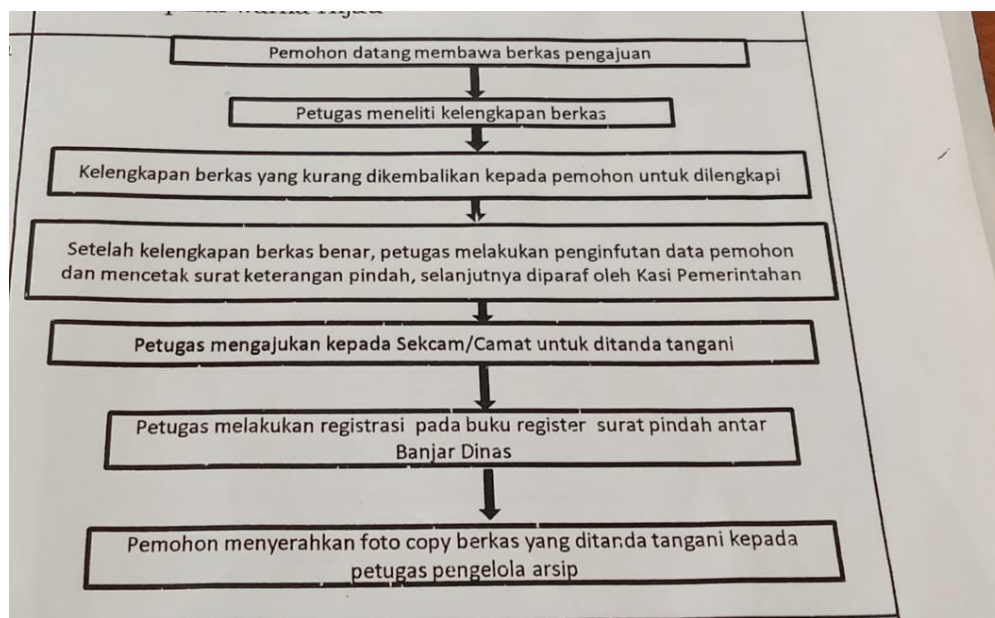 Pemohon datang membawa berkas pengajuan
Petugas meneliti kelengkapan berkas
Kelengkapan berkas yang kurang dikembalikan kepada pemohon untuk dilengkapi
Setelah kelengkapan berkas benar, petugas melakukan penginfutan data pemohon
dan mencetak surat keterangan pindah, selanjutnya diparaf oleh Kasi Pemerintahan
Petugas mengajukan kepada Sekcam/Camat untuk ditanda tangani
Petugas melakukan registrasi pada buku register surat pindah antar
Banjar Dinas
Pemohon menyerahkan foto copy berkas yang ditanda tangani kepada
petugas pengelola arsip